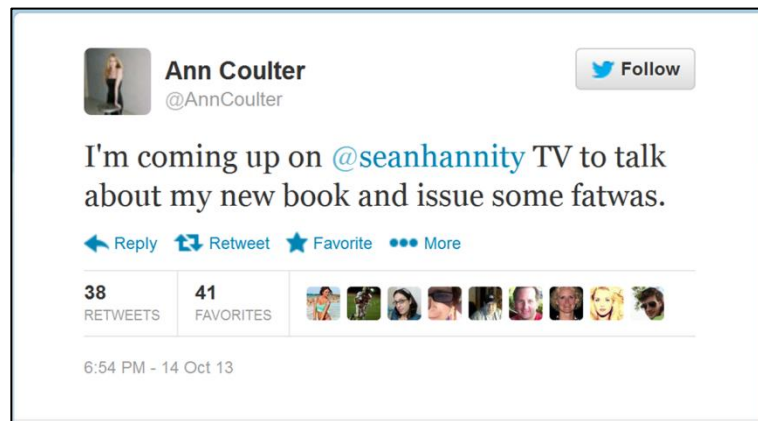 Ann Coulter
@AnnCoulter
Follow
I'm coming up on @seanhannity TV to talk
about my new book and issue some fatwas.
Reply Retweet Favorite More
38 41
RETWEETS FAVORITES
6:54 PM - 14 Oct 13